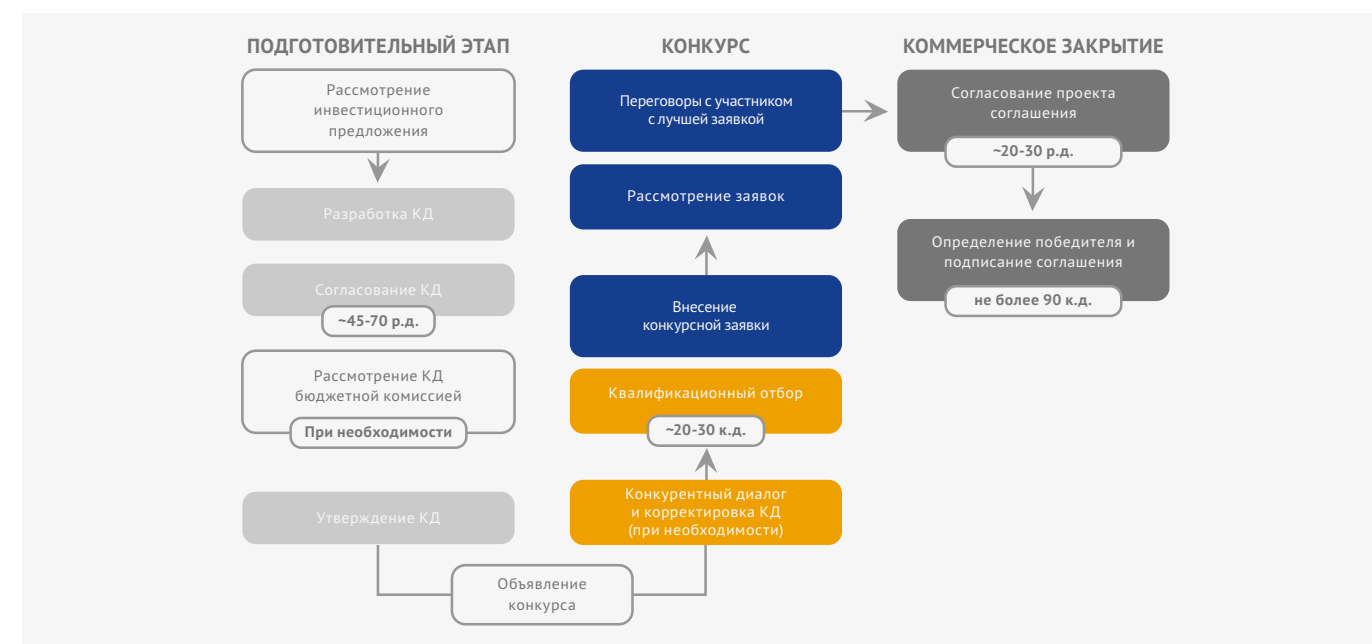 ПОДГОТОВИТЕЛЬНЫЙ ЭТАП
Рассмотрение
инвестиционного
предложения
Разработка КД
Согласование КД
~45-70 р.д.
Рассмотрение КД
бюджетной комиссией
При необходимости
Утверждение КД
Объявление
конкурса
КОНКУРС
Переговоры с участником
с лучшей заявкой
Рассмотрение заявок
Внесение
конкурсной заявки
Квалификационный отбор
~20-30 к.д.
Конкурентный диалог
и корректировка КД
(при необходимости)
КОММЕРЧЕСКОЕ ЗАКРЫТИЕ
Согласование проекта
соглашения
~20-30 р.д.
Определение победителя и
подписание соглашения
не более 90 к.д.